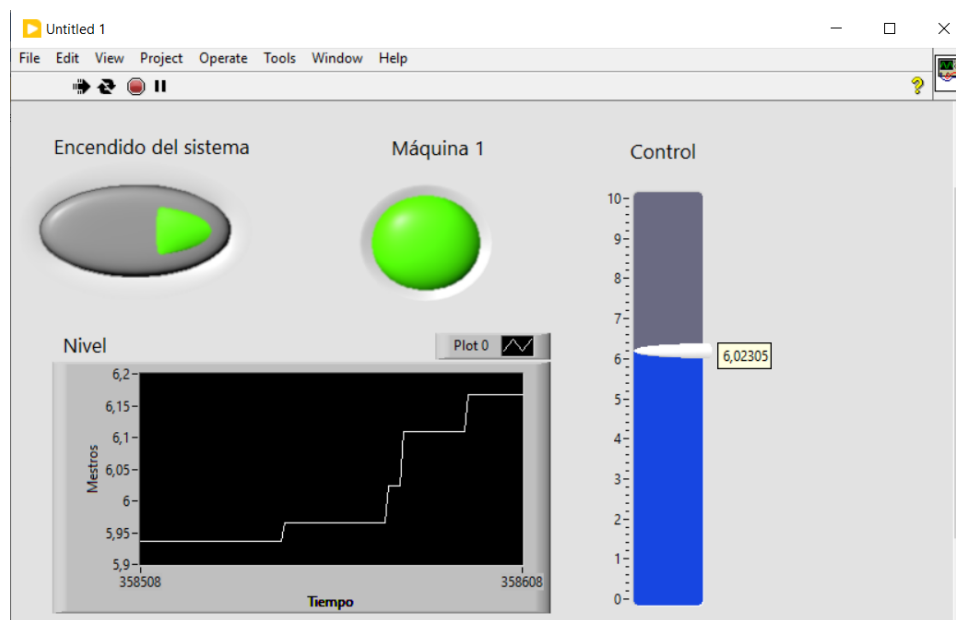 Untitled 1
File Edit View Project Operate Tools Window Help
Encendido del sistema
Máquina 1
Control
10
9
8
7
6
5
4
3
2
1
0
6,02305
Nivel
Plot 0
6,2
6,15
6,1
6,05
6
5,95
5,9
Mestros
358508
358608
Tiempo